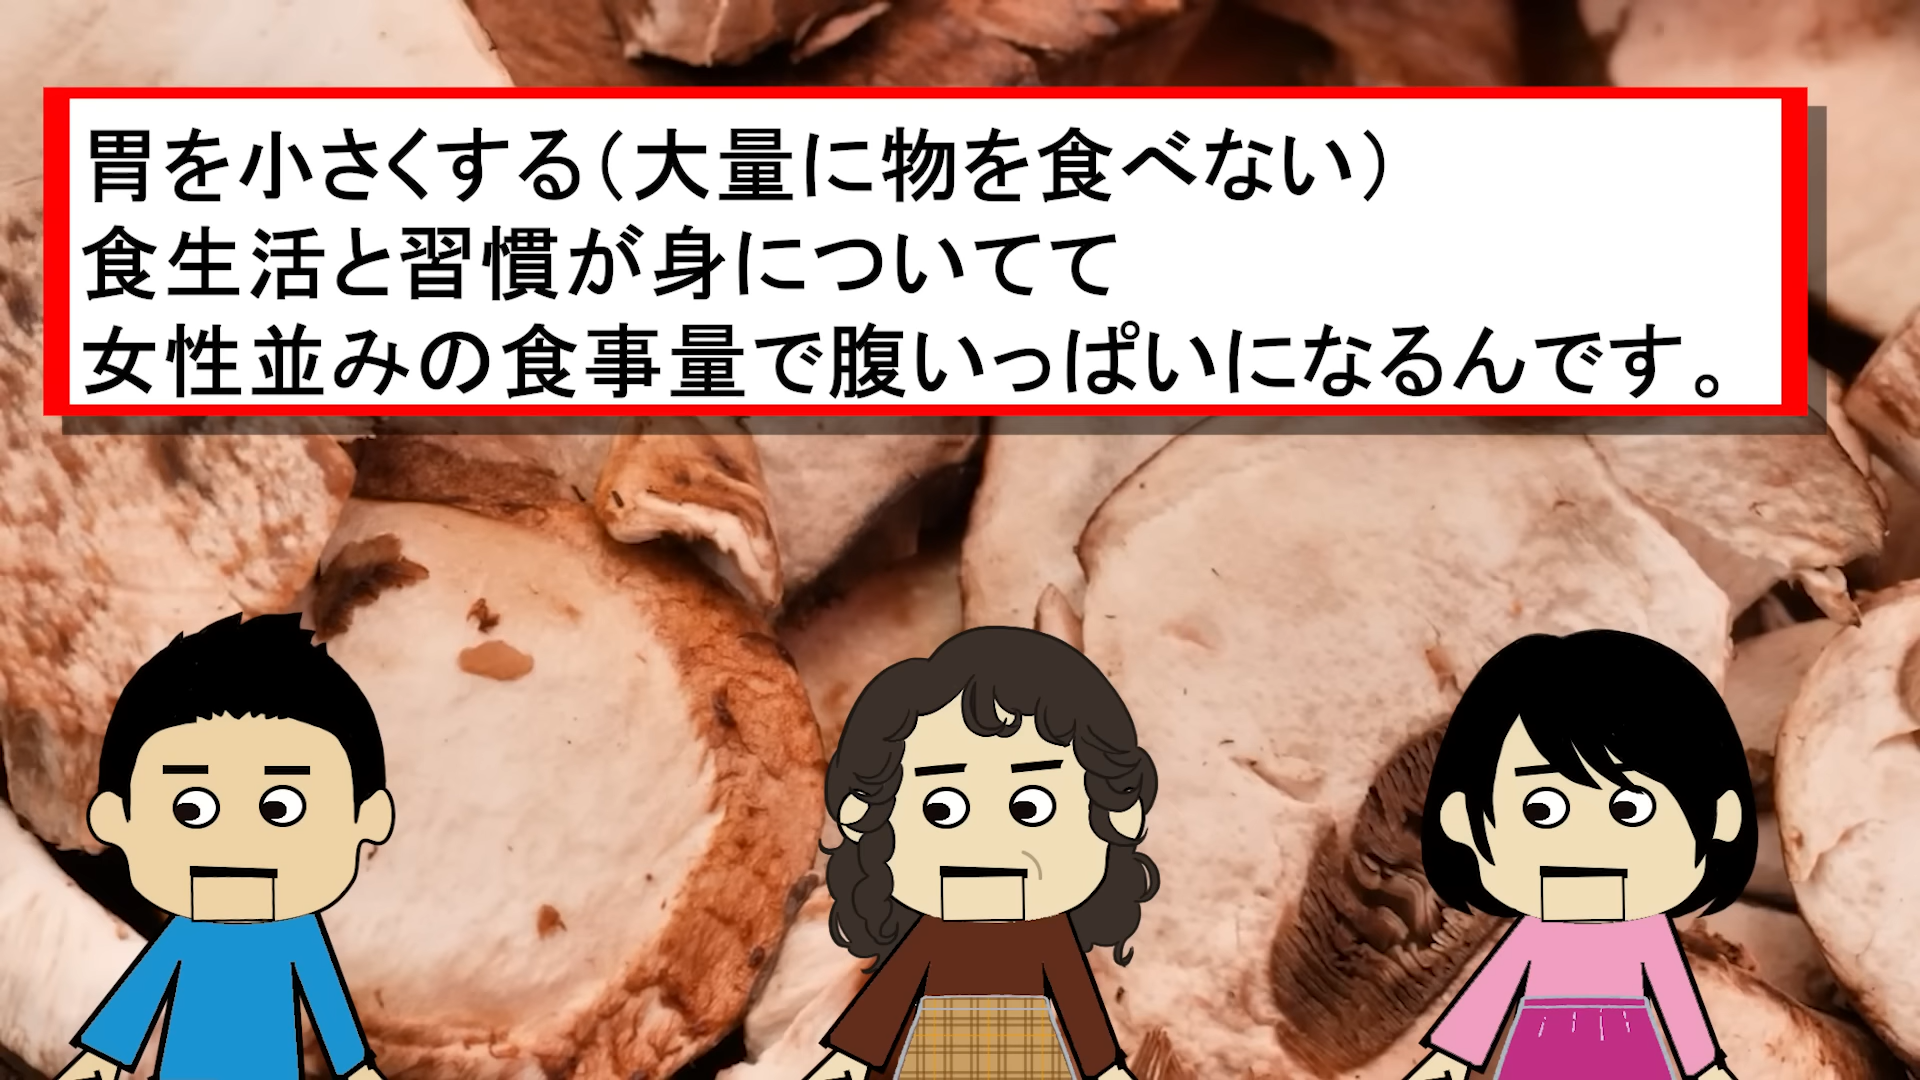 胃を小さくする（大量に物を食べない）
食生活と習慣が身についてて
女性並みの食事量で腹いっぱいになるんです。